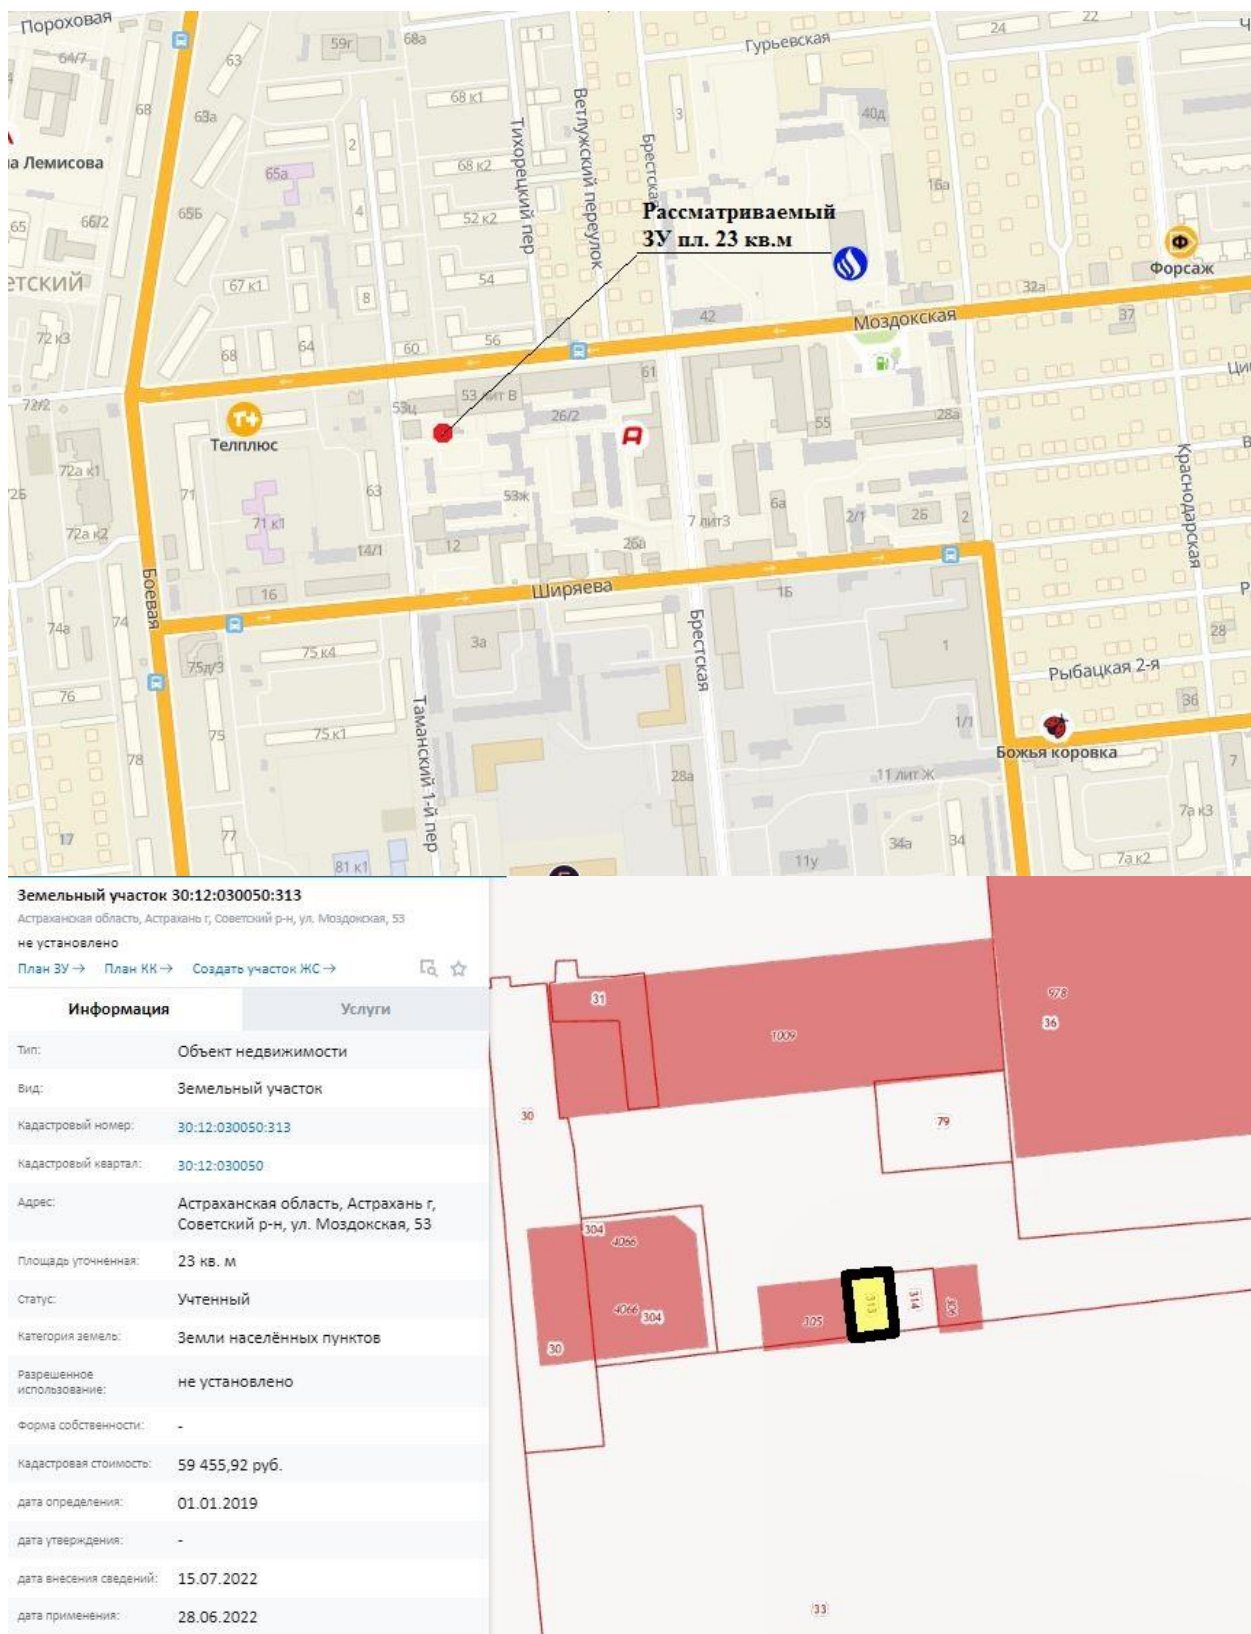 Пороховая
64/7
63
59г
68а
1
Гурьевская
24
22
68
63а
2
68 к1
Ветлужский переулок
3
40д
на Лемисова
65а
68 к2
Тихорецкий пер
Брестская
16а
65
66/2
65Б
4
52 к2
Рассматриваемый
ЗУ пл. 23 кв.м
Форсаж
етский
67 к1
8
54
32а
72 к3
68
64
60
56
42
Моздокская
37
72/2
53ц
53 лит В
26/2
61
55
28а
Телплюс
72а к1
71
63
53ж
Краснодарская
72а к2
71 к1
14/1
12
26а
7 лит3
6а
2/1
2Б
2
Боевая
16
Ширяева
1Б
74а
74
75д/3
75 к4
3а
Брестская
1
28
Рыбацкая 2-я
76
75
75 к1
Таманский 1-й пер
1/1
36
Божья коровка
78
28а
11 лит Ж
7
17
77
81 к1
11у
34а
34
7а к3
7а к2
Земельный участок 30:12:030050:313
Астраханская область, Астрахань г, Советский р-н, ул. Моздокская, 53
не установлено
План ЗУ → План КК → Создать участок ЖС →
Информация Услуги
Тип: Объект недвижимости
Вид: Земельный участок
Кадастровый номер: 30:12:030050:313
Кадастровый квартал: 30:12:030050
Адрес: Астраханская область, Астрахань г,
Советский р-н, ул. Моздокская, 53
Площадь уточненная: 23 кв. м
Статус: Учтенный
Категория земель: Земли населённых пунктов
Разрешенное
использование: не установлено
Форма собственности: -
Кадастровая стоимость: 59 455,92 руб.
дата определения: 01.01.2019
дата утверждения: -
дата внесения сведений: 15.07.2022
дата применения: 28.06.2022
31
1009
978
36
30
79
304
4066
4066
304
30
305
313
314
306
33